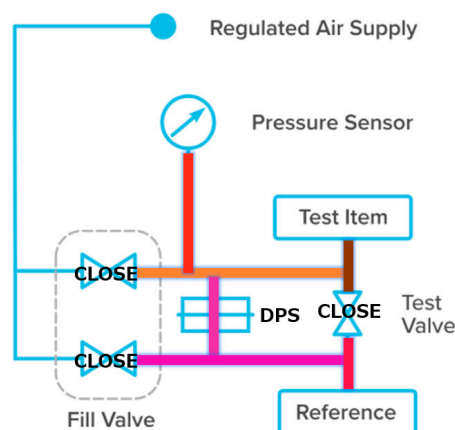 Regulated Air Supply
Pressure Sensor
Test Item
CLOSE
DPS
CLOSE
Test
Valve
CLOSE
Reference
Fill Valve